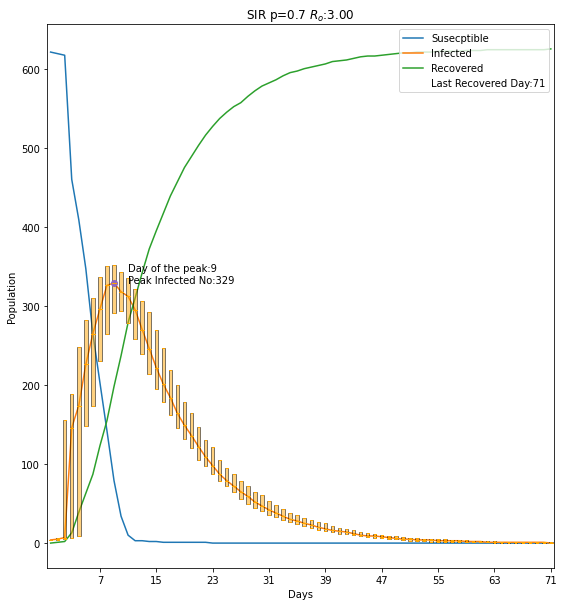 SIR p=0.7 Rₒ:3.00
Susecptible
Infected
Recovered
Last Recovered Day:71
Day of the peak:9
Peak Infected No:329
Population
600
500
400
300
200
100
0
7 15 23 31 39 47 55 63 71
Days